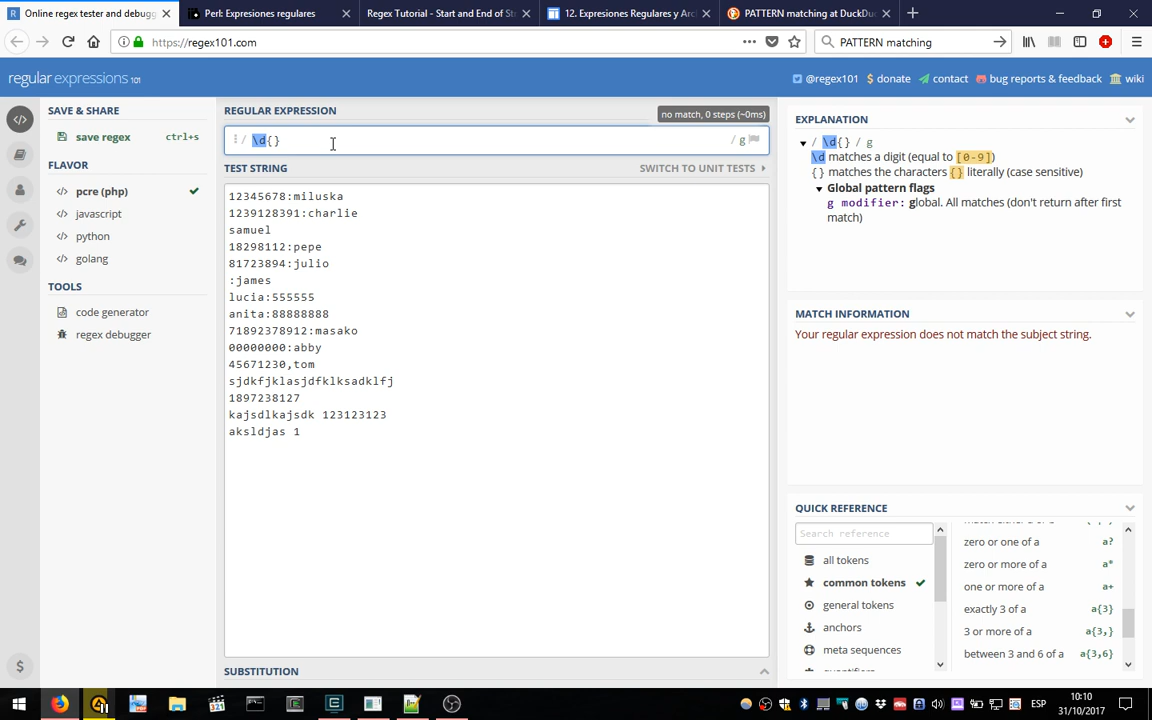 Online regex tester and debugg
Perl: Expresiones regulares
Regex Tutorial - Start and End of St
12. Expresiones Regulares y Arc
PATTERN matching at DuckDuc
https://regex101.com
PATTERN matching
regular expressions 101
@regex101
$ donate
contact
bug reports & feedback
wiki
SAVE & SHARE
save regex
ctrl+s
FLAVOR
</> pcre (php)
</> javascript
</> python
</> golang
TOOLS
code generator
regex debugger
REGULAR EXPRESSION
no match, 0 steps (~0ms)
/ \d{}
/ g
TEST STRING
SWITCH TO UNIT TESTS
12345678:miluska
1239128391:charlie
samuel
18298112:pepe
81723894:julio
:james
lucia:555555
anita:88888888
71892378912:masako
00000000:abby
45671230,tom
sjdkfjklasjdfklksadklfj
1897238127
kajsdlkajsdk 123123123
aksldjas 1
SUBSTITUTION
EXPLANATION
/ \d{} / g
\d matches a digit (equal to [0-9])
{} matches the characters {} literally (case sensitive)
Global pattern flags
g modifier: global. All matches (don't return after first
match)
MATCH INFORMATION
Your regular expression does not match the subject string.
QUICK REFERENCE
Search reference
all tokens
common tokens
general tokens
anchors
meta sequences
zero or one of a a?
zero or more of a a*
one or more of a a+
exactly 3 of a a{3}
3 or more of a a{3,}
between 3 and 6 of a a{3,6}
ESP
10:10
31/10/2017